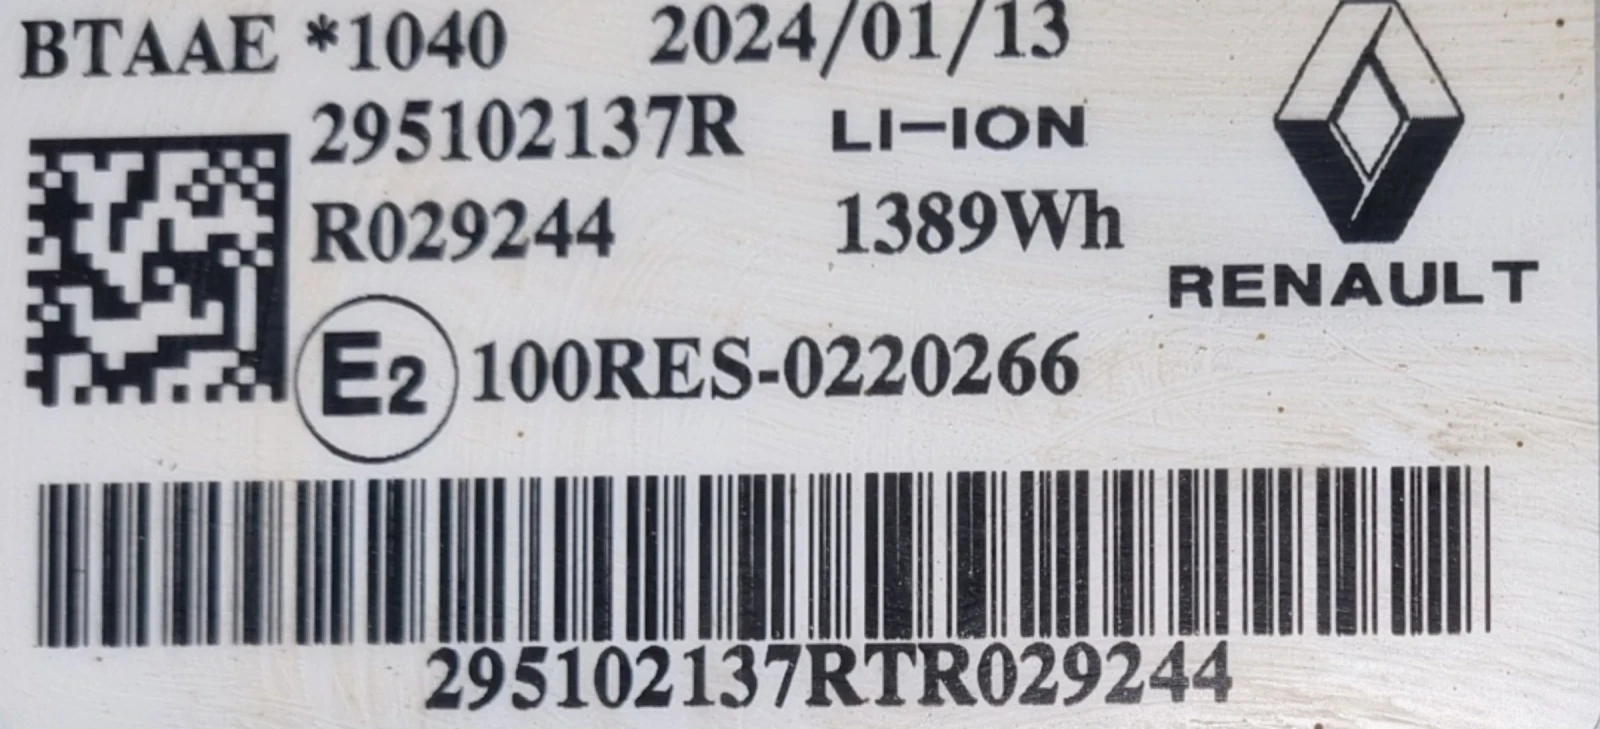 BTAAE *1040 2024/01/13
295102137R LI-ION
R029244 1389Wh
RENAULT
E2 100RES-0220266
295102137RTR029244